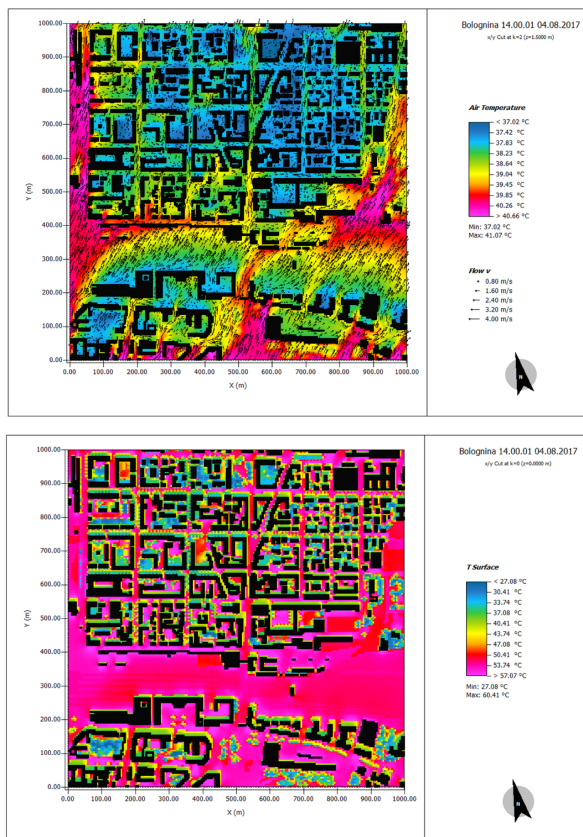 Bolognina 14.00.01 04.08.2017
x/y Cut at k=2 (z=1.5000 m)
1000.00
900.00
800.00
700.00
600.00
500.00
400.00
300.00
200.00
100.00
0.00
Y (m)
0.00 100.00 200.00 300.00 400.00 500.00 600.00 700.00 800.00 900.00 1000.00
X (m)
Air Temperature
< 37.02 °C
37.42 °C
37.83 °C
38.23 °C
38.64 °C
39.04 °C
39.45 °C
39.85 °C
40.26 °C
> 40.66 °C
Min: 37.02 °C
Max: 41.07 °C
Flow v
0.80 m/s
1.60 m/s
2.40 m/s
3.20 m/s
4.00 m/s
N
Bolognina 14.00.01 04.08.2017
x/y Cut at k=0 (z=0.0000 m)
1000.00
900.00
800.00
700.00
600.00
500.00
400.00
300.00
200.00
100.00
0.00
Y (m)
0.00 100.00 200.00 300.00 400.00 500.00 600.00 700.00 800.00 900.00 1000.00
X (m)
T Surface
< 27.08 °C
30.41 °C
33.74 °C
37.08 °C
40.41 °C
43.74 °C
47.08 °C
50.41 °C
53.74 °C
> 57.07 °C
Min: 27.08 °C
Max: 60.41 °C
N